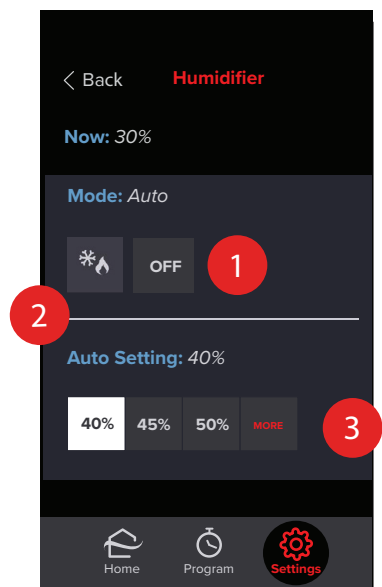 < Back Humidifier
Now: 30%
Mode: Auto
OFF 1
2
Auto Setting: 40%
40% 45% 50% MORE 3
Home Program Settings